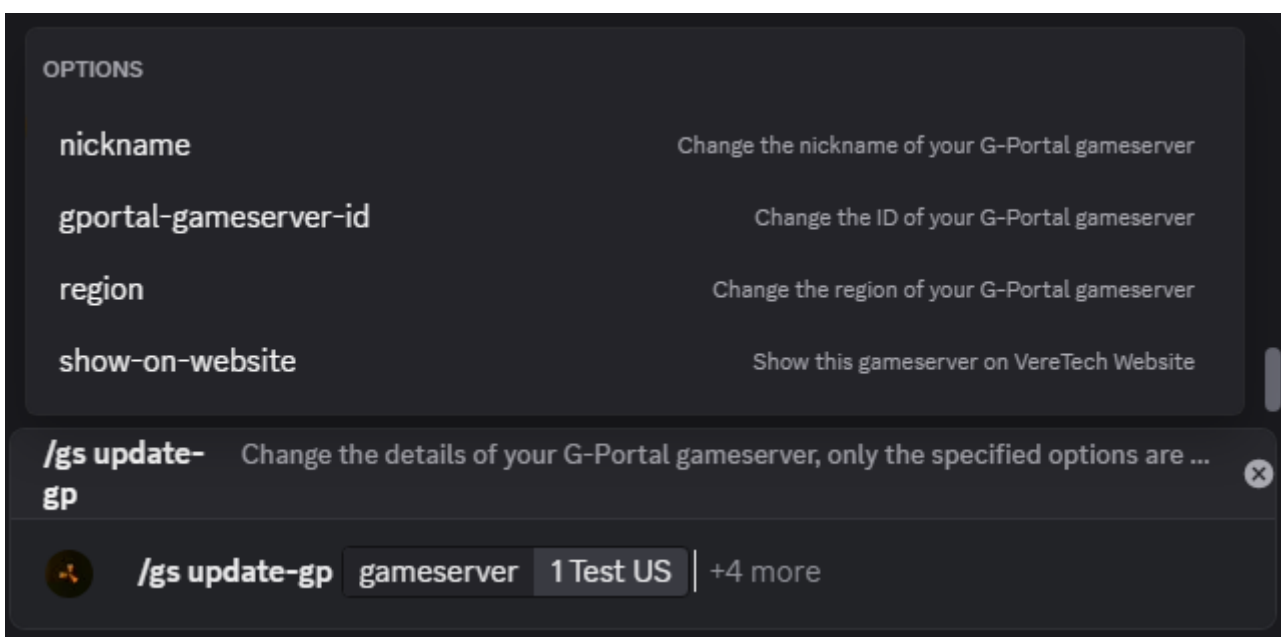 OPTIONS
nickname Change the nickname of your G-Portal gameserver
gportal-gameserver-id Change the ID of your G-Portal gameserver
region Change the region of your G-Portal gameserver
show-on-website Show this gameserver on VereTech Website
/gs update- Change the details of your G-Portal gameserver, only the specified options are ...
gp
/gs update-gp gameserver 1 Test US +4 more